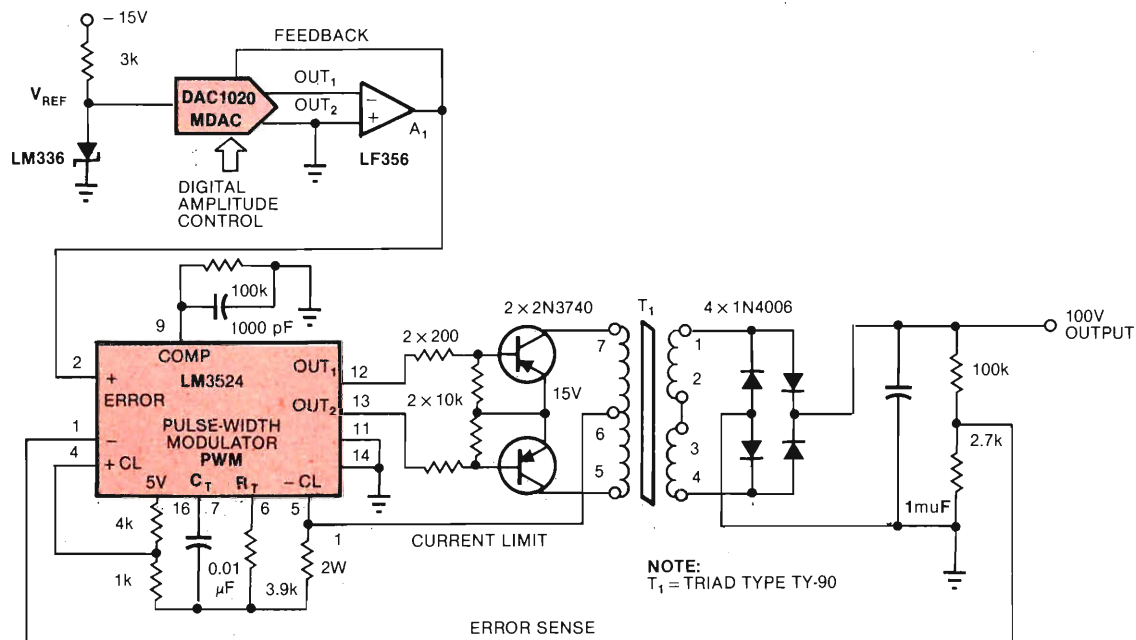 – 15V
3k
V REF
LM336
FEEDBACK
DAC1020
MDAC
OUT1
OUT2
−
+
A1
LF356
DIGITAL
AMPLITUDE
CONTROL
100k
1000 pF
9
COMP
LM3524
2
+
ERROR
1
−
4
+ CL
PULSE-WIDTH
MODULATOR
PWM
OUT1
12
OUT2
13
11
14
5V
CT
RT
− CL
16
7
6
5
4k
1k
0.01
µF
3.9k
1
2W
CURRENT LIMIT
2 × 200
2 × 10k
2 × 2N3740
15V
T1
7
6
5
1
2
3
4
4 × 1N4006
100V
OUTPUT
100k
2.7k
1muF
NOTE:
T1 = TRIAD TYPE TY-90
ERROR SENSE